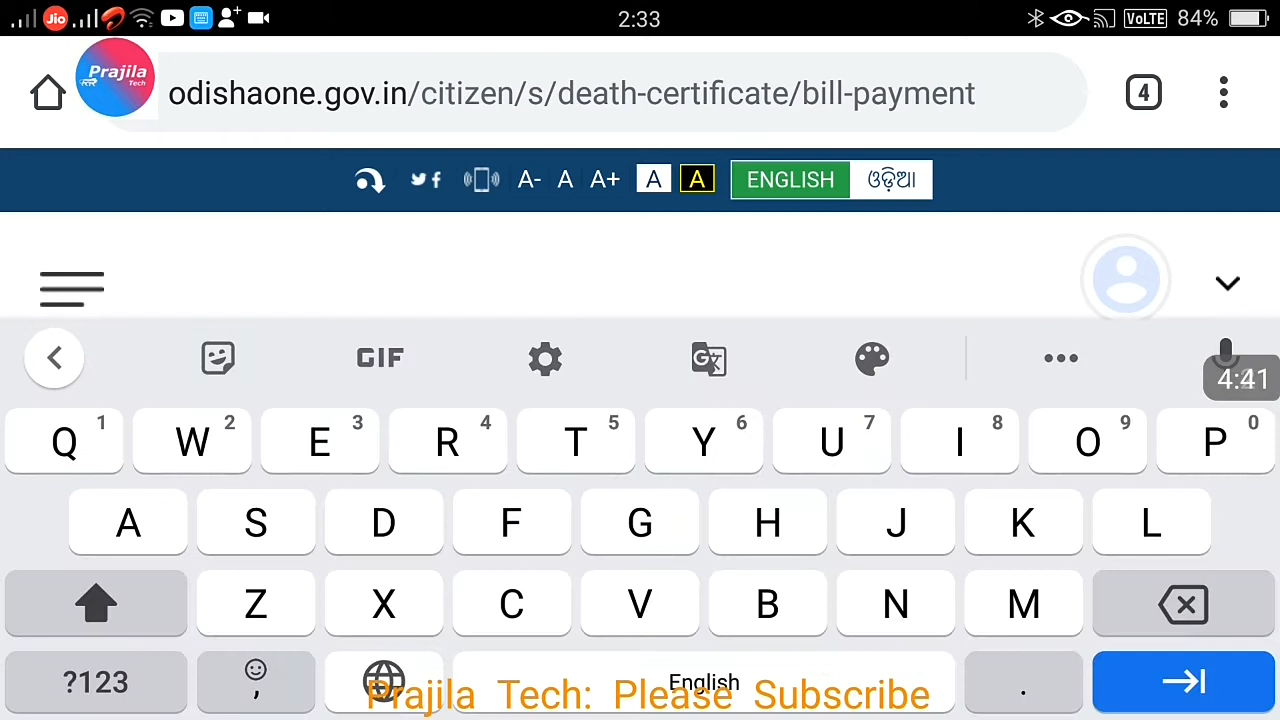 2:33
VoLTE 84%
Prajila
Tech
odishaone.gov.in/citizen/s/death-certificate/bill-payment
4
A- A A+ A A ENGLISH ଓଡ଼ିଆ
GIF
4:41
Q 1 W 2 E 3 R 4 T 5 Y 6 U 7 I 8 O 9 P 0
A S D F G H J K L
Z X C V B N M
?123 , English .
Prajila Tech: Please Subscribe